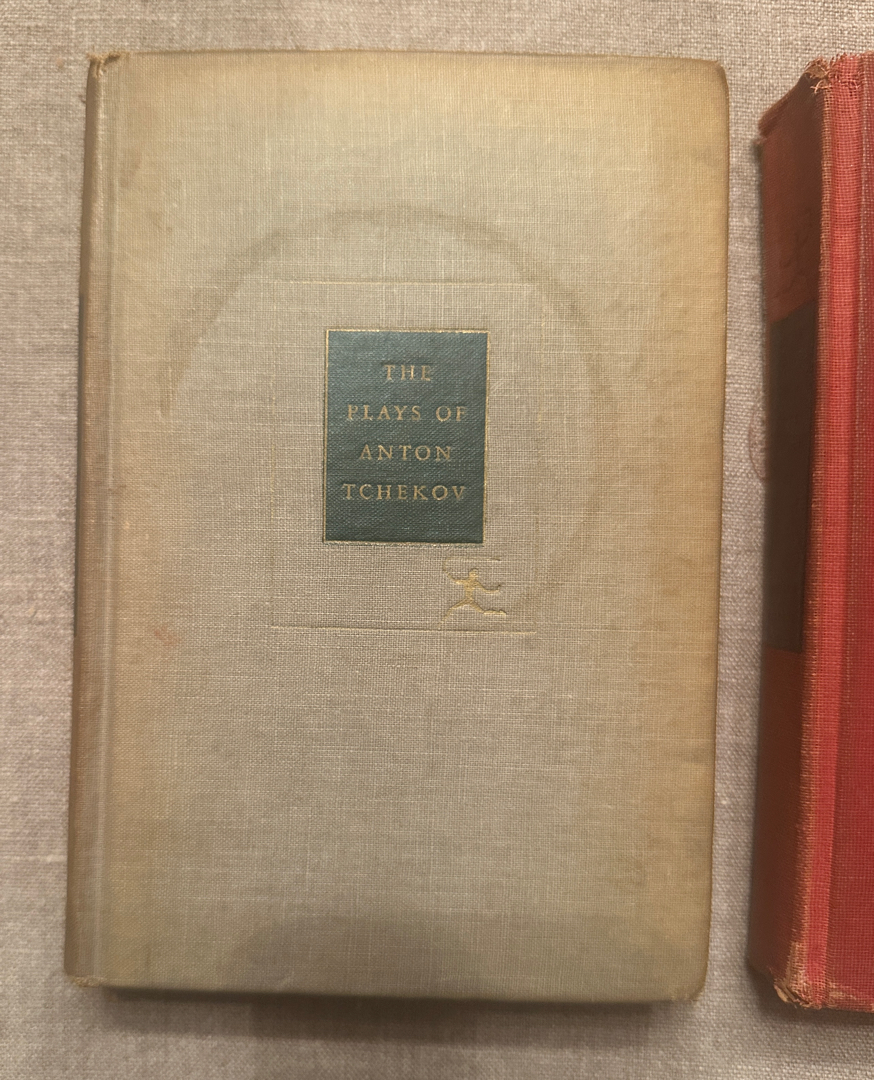 THE
PLAYS OF
ANTON
TCHEKOV